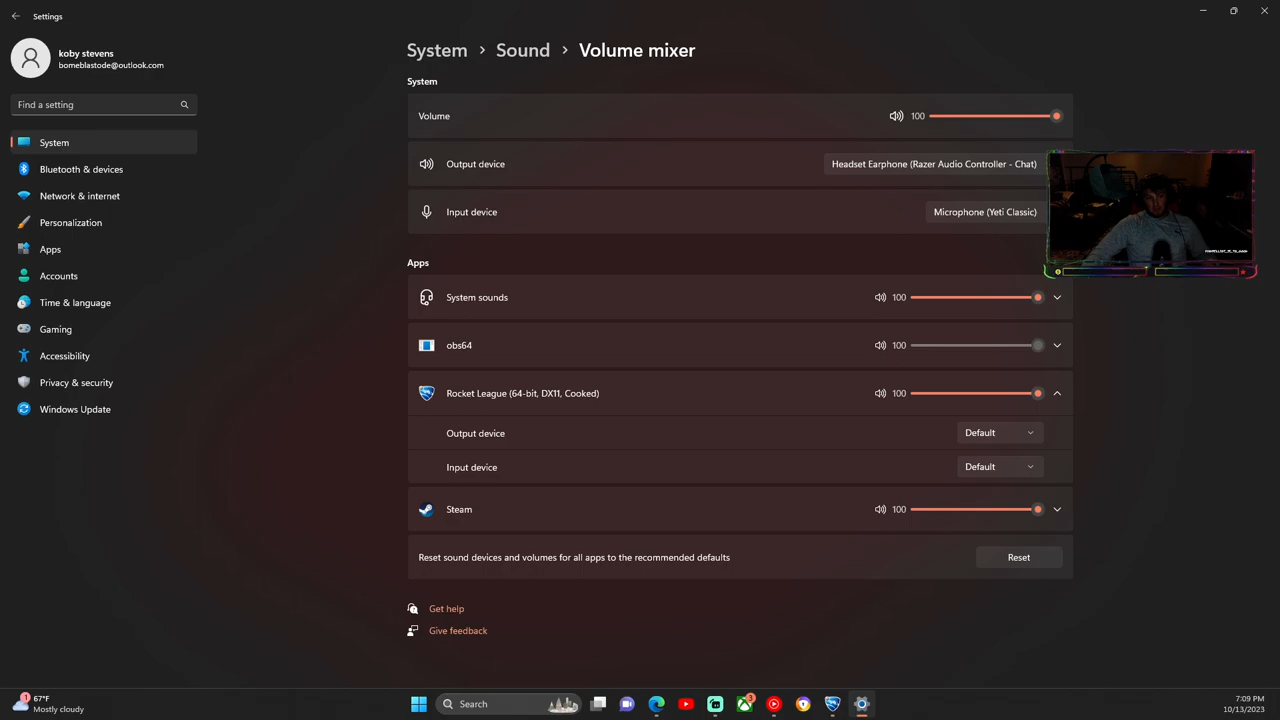 Settings
koby stevens
bomeblastode@outlook.com
Find a setting
System
Bluetooth & devices
Network & internet
Personalization
Apps
Accounts
Time & language
Gaming
Accessibility
Privacy & security
Windows Update
System > Sound > Volume mixer
System
Volume 100
Output device Headset Earphone (Razer Audio Controller - Chat)
Input device Microphone (Yeti Classic)
Apps
System sounds 100
obs64 100
Rocket League (64-bit, DX11, Cooked) 100
Output device Default
Input device Default
Steam 100
Reset sound devices and volumes for all apps to the recommended defaults Reset
Get help
Give feedback
1
67°F
Mostly cloudy
Search
3
7:09 PM
10/13/2023